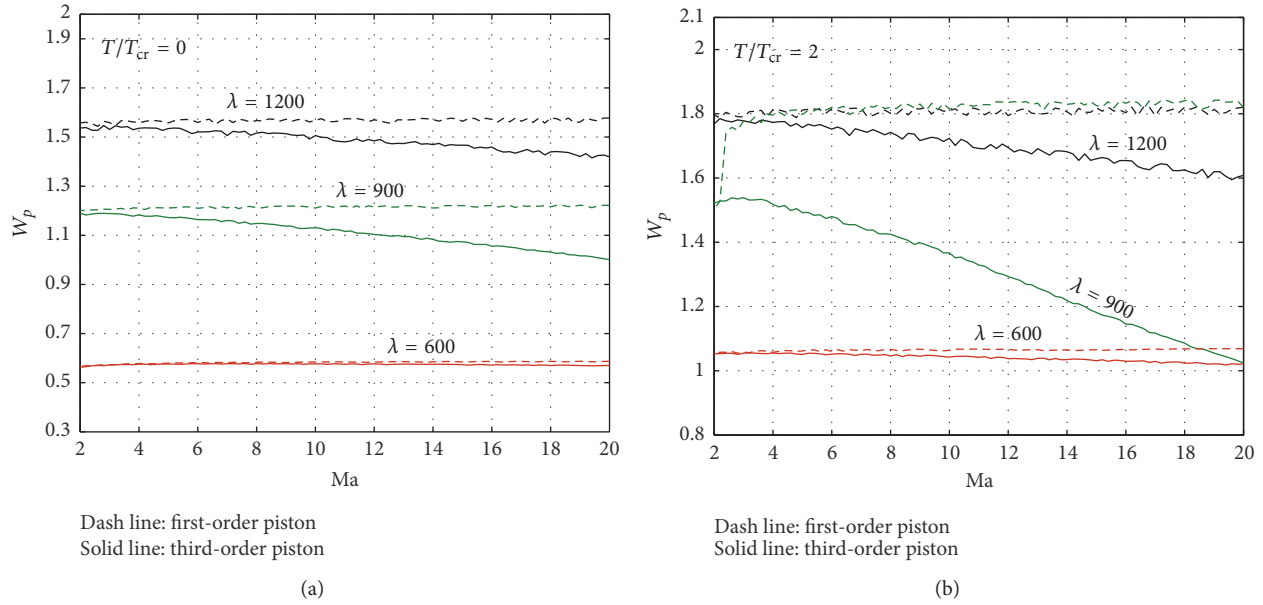 2
1.9
1.7
1.5
1.3
1.1
0.9
0.7
0.5
0.3
W_p
T/T_cr = 0
λ = 1200
λ = 900
λ = 600
2 4 6 8 10 12 14 16 18 20
Ma
Dash line: first-order piston
Solid line: third-order piston
(a)
2.1
2
1.8
1.6
1.4
1.2
1
0.8
W_p
T/T_cr = 2
λ = 1200
λ = 900
λ = 600
2 4 6 8 10 12 14 16 18 20
Ma
Dash line: first-order piston
Solid line: third-order piston
(b)